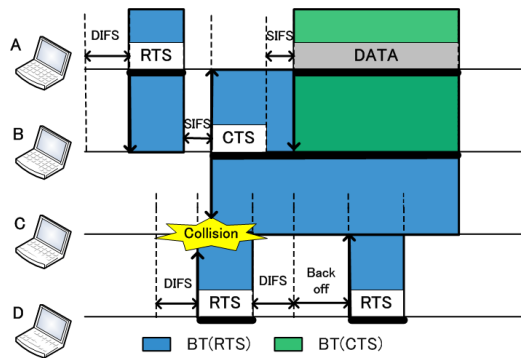 A
DIFS
RTS
SIFS
DATA
B
SIFS
CTS
C
Collision
DIFS
RTS
DIFS
Back
off
RTS
D
BT(RTS)
BT(CTS)